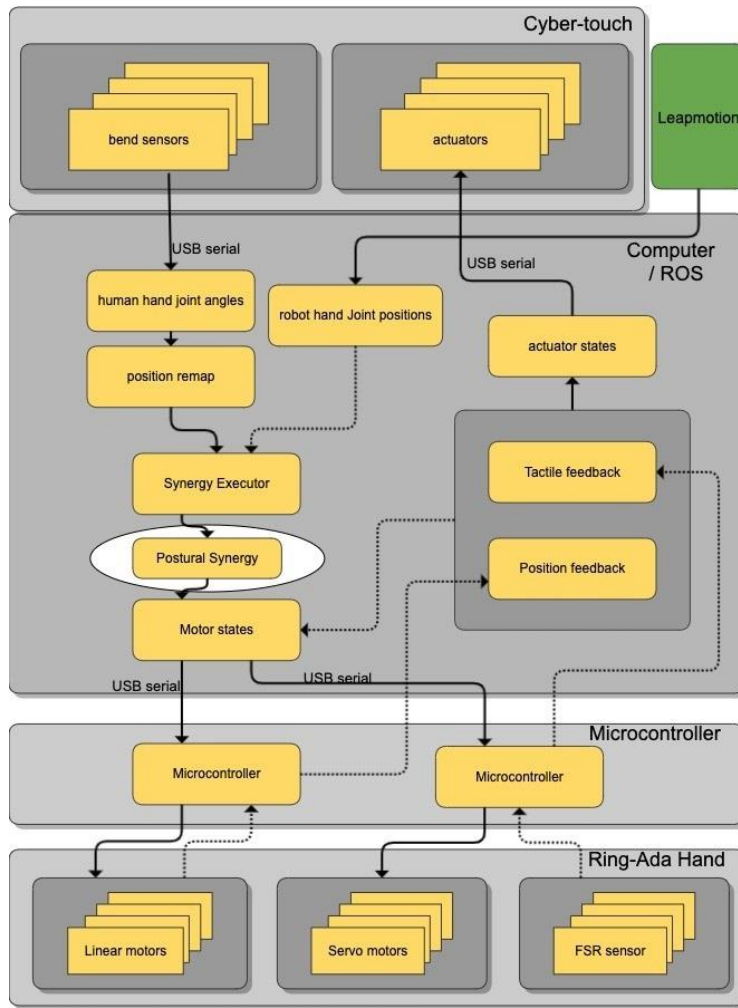 Cyber-touch
bend sensors
actuators
Leapmotion
USB serial
USB serial
Computer
/ ROS
human hand joint angles
robot hand Joint positions
actuator states
position remap
Synergy Executor
Tactile feedback
Postural Synergy
Position feedback
Motor states
USB serial
USB serial
Microcontroller
Microcontroller
Microcontroller
Ring-Ada Hand
Linear motors
Servo motors
FSR sensor